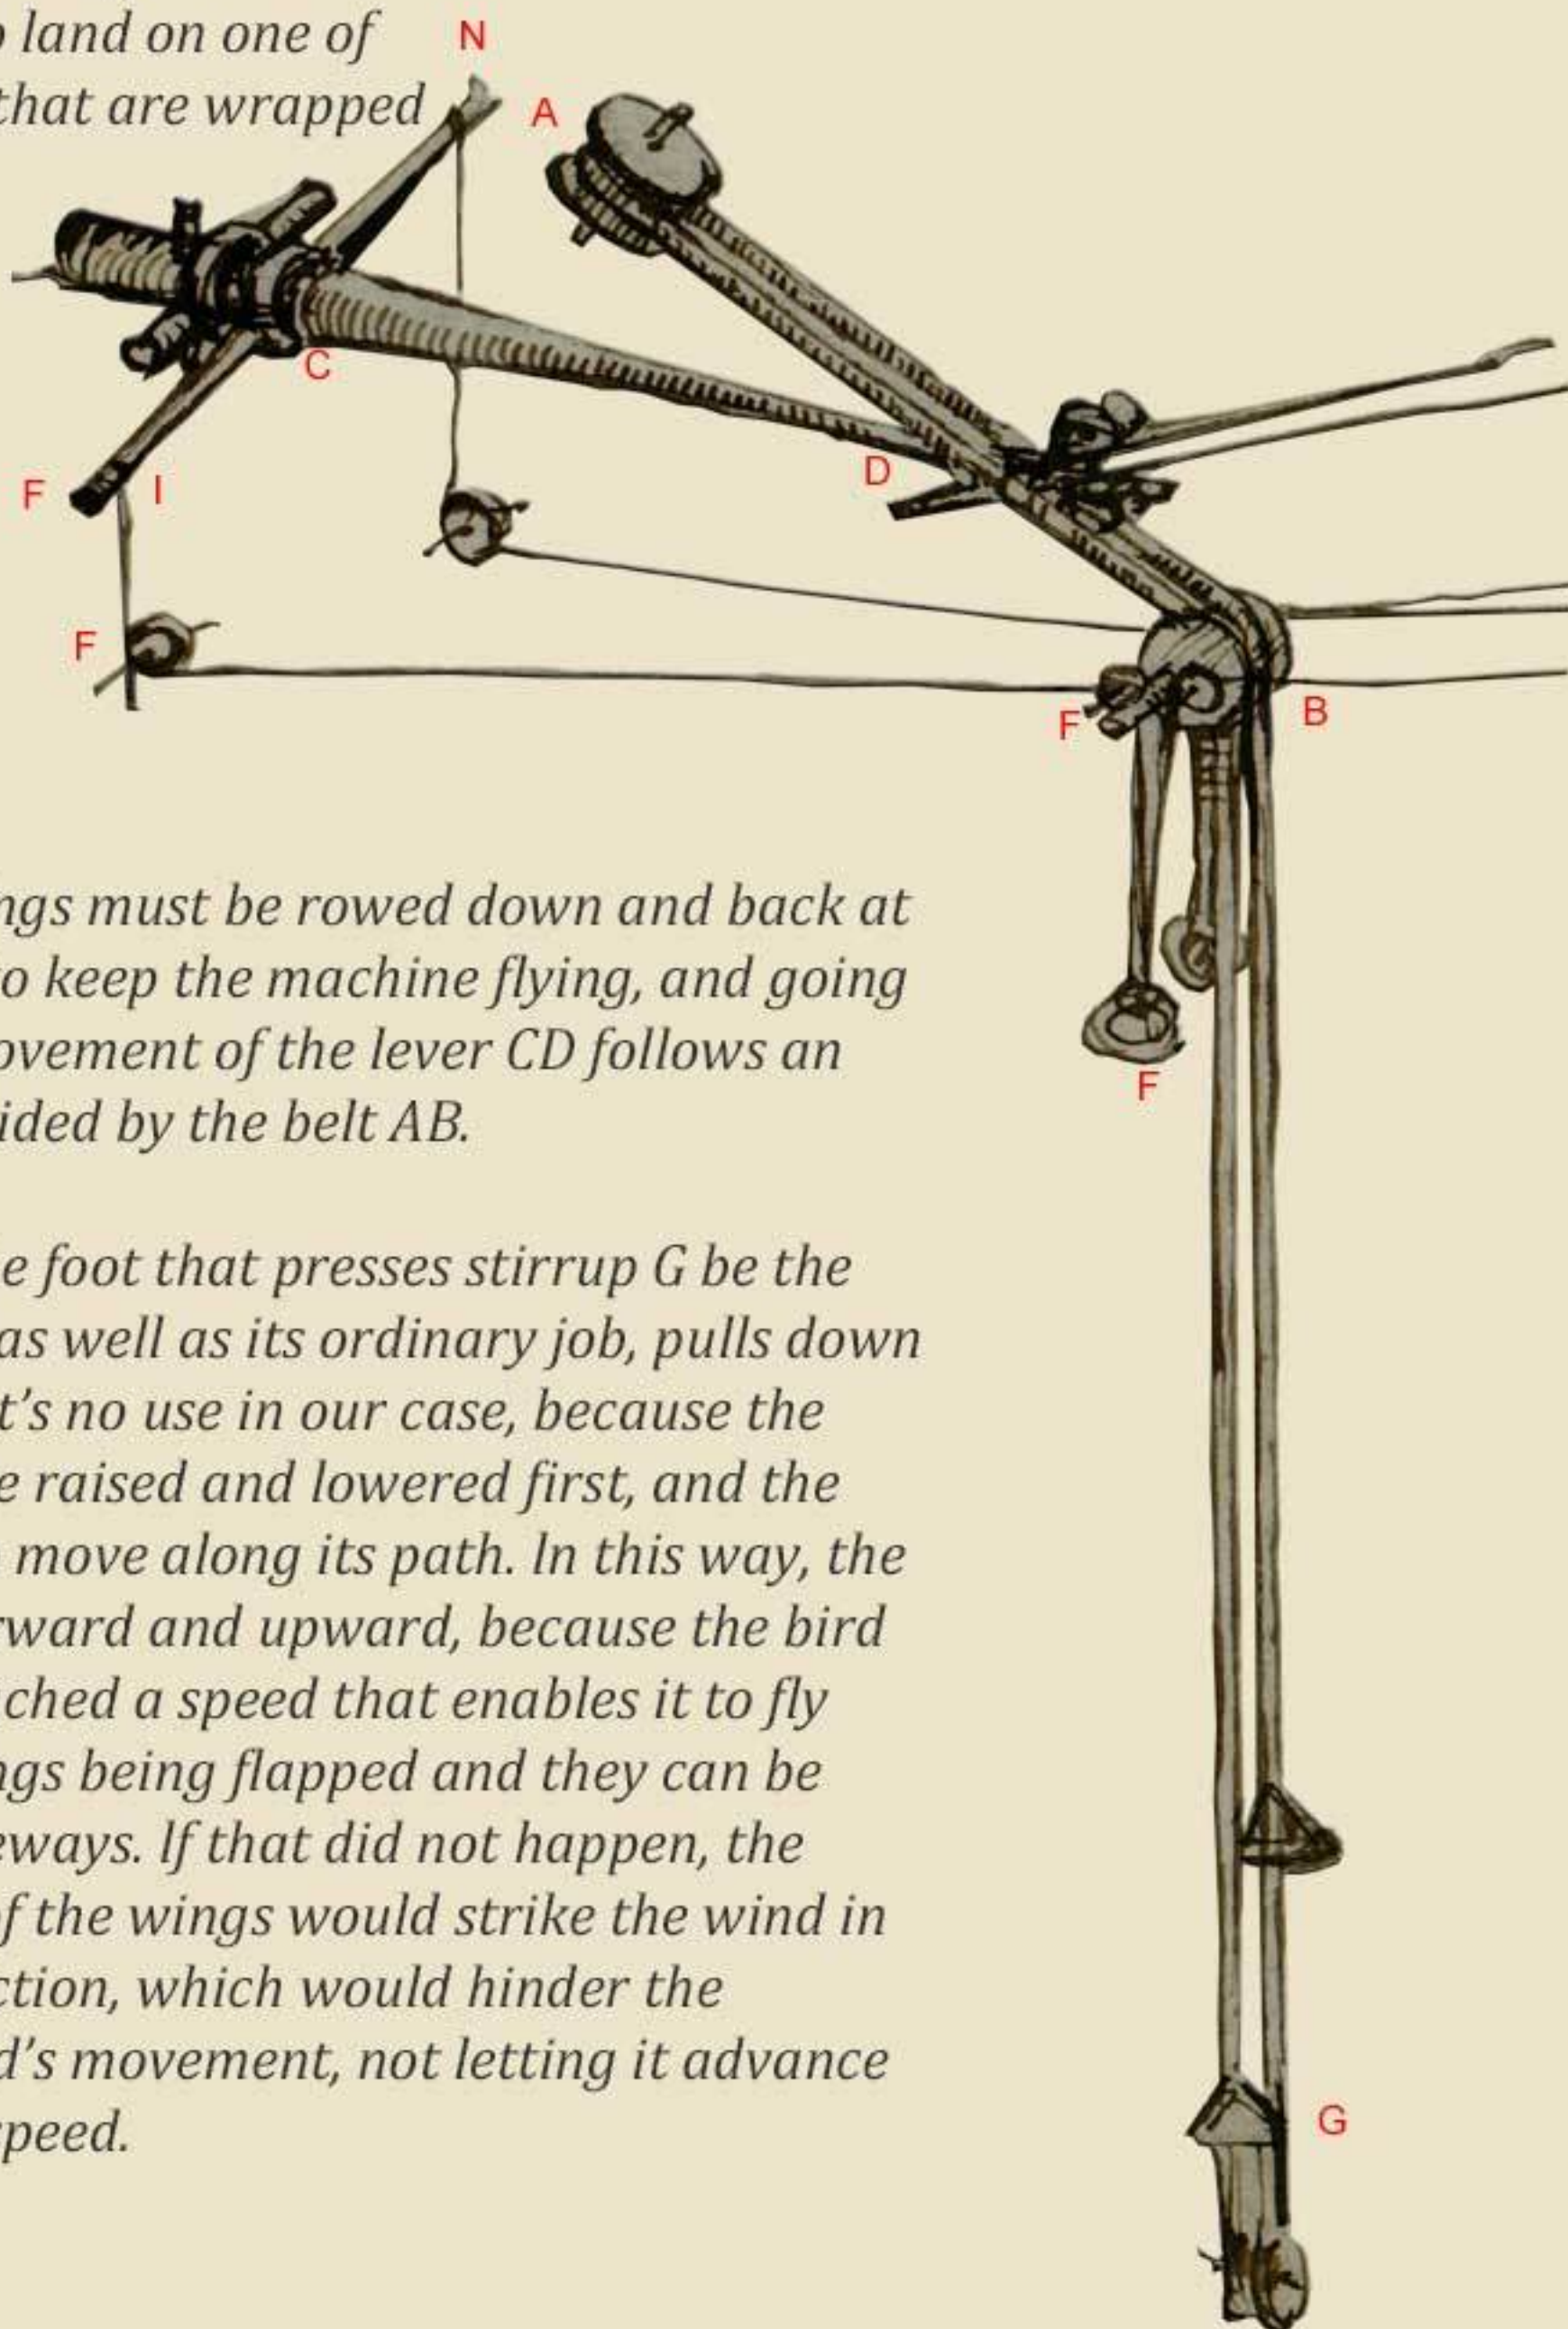 land on one of
N
that are wrapped
A
C
F
I
D
F
F
B
ngs must be rowed down and back at
o keep the machine flying, and going
ovement of the lever CD follows an
F
ided by the belt AB.
e foot that presses stirrup G be the
as well as its ordinary job, pulls down
t’s no use in our case, because the
e raised and lowered first, and the
move along its path. In this way, the
rward and upward, because the bird
ched a speed that enables it to fly
ngs being flapped and they can be
eways. If that did not happen, the
f the wings would strike the wind in
ction, which would hinder the
d’s movement, not letting it advance
G
peed.